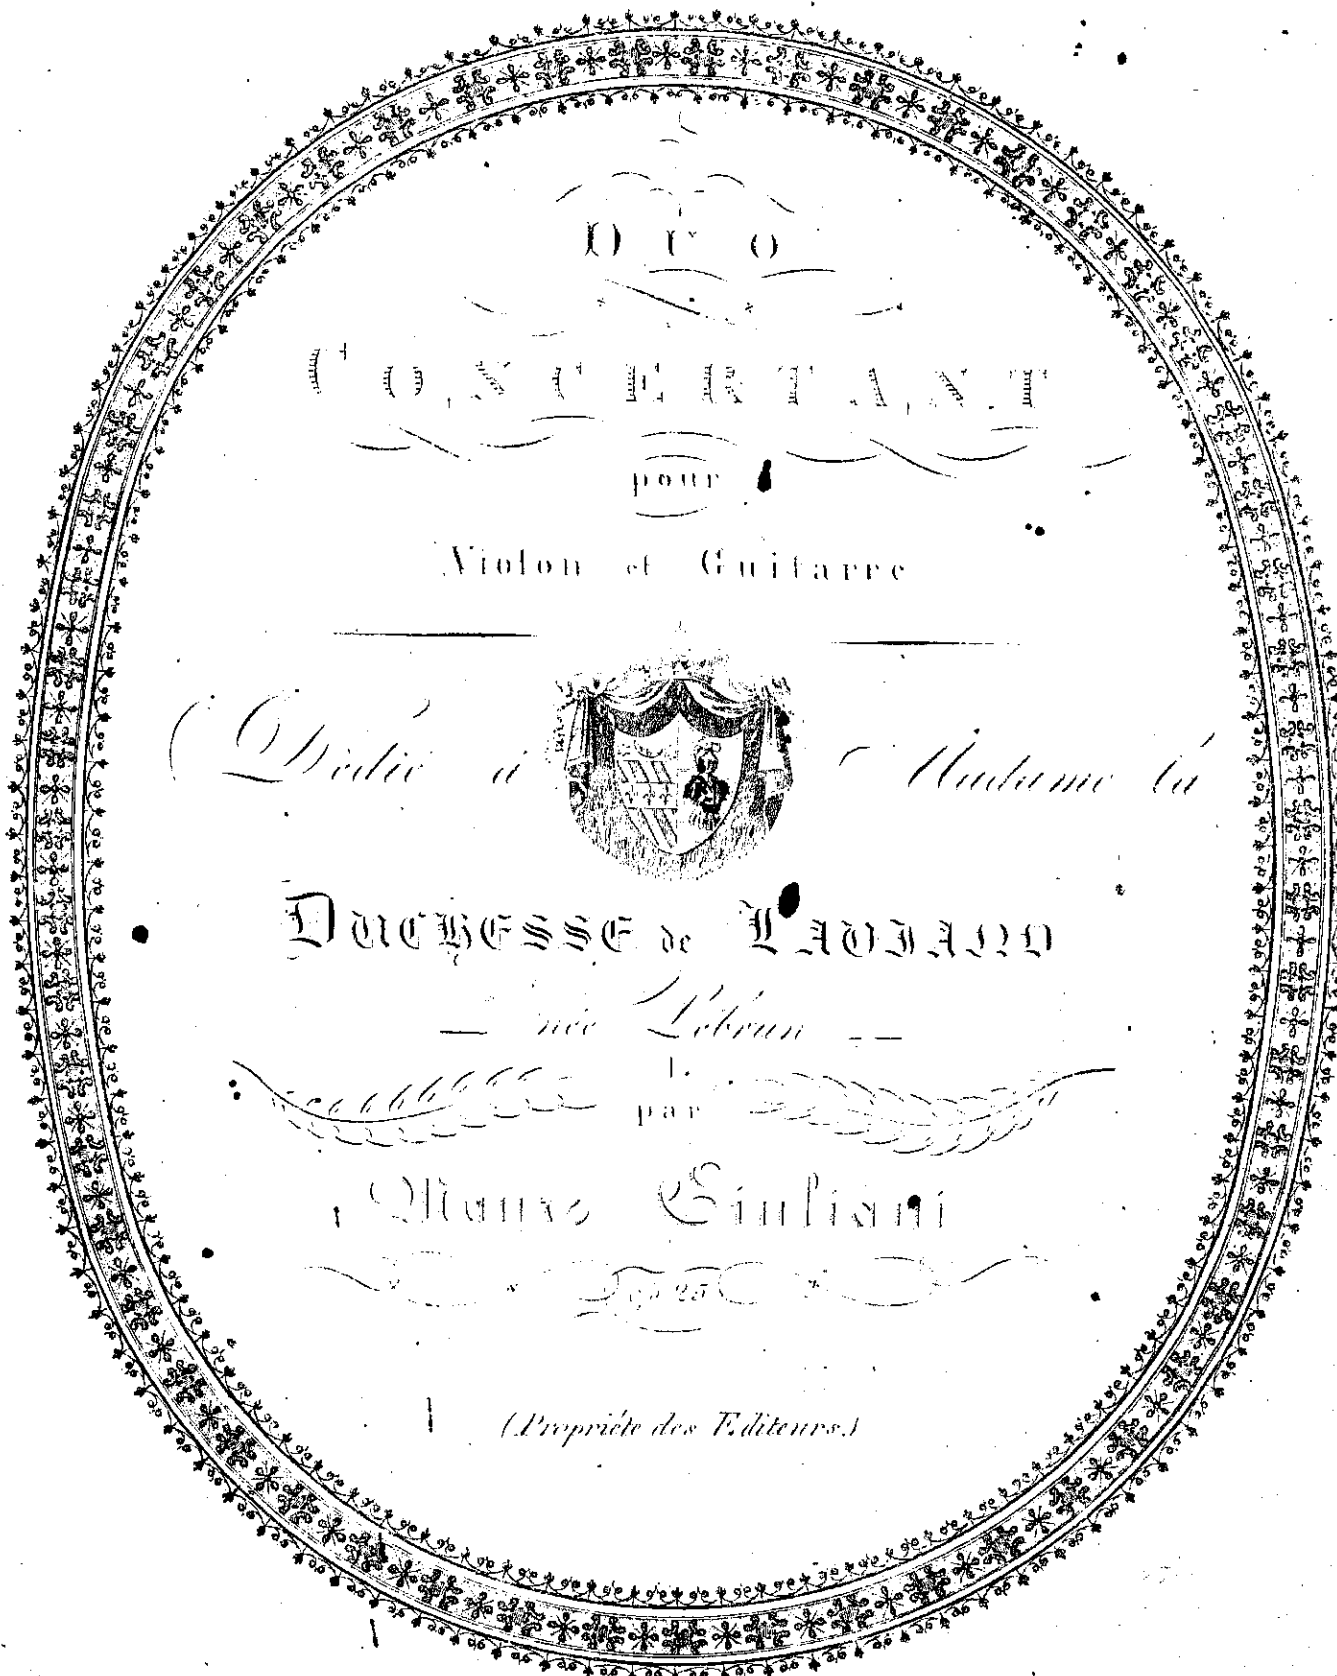 DUO
CONCERTANT
pour
Violon et Guitarre
Dédié à Madame la
DUCHESSE de LAVIANO
née Lebrun
par
Mauro Giuliani
Op 25
(Propriéte des Editeurs.)